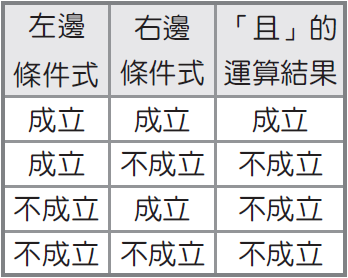 左邊 右邊 「且」的
條件式 條件式 運算結果
成立 成立 成立
成立 不成立 不成立
不成立 成立 不成立
不成立 不成立 不成立